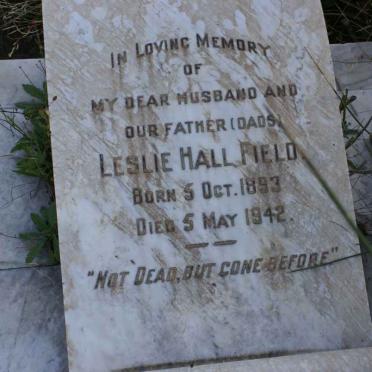 IN LOVING MEMORY
OF
MY DEAR HUSBAND AND
OUR FATHER (DADS)
LESLIE HALL FIELD
BORN 5 OCT. 1893
DIED 5 MAY 1942
"NOT DEAD, BUT GONE BEFORE"